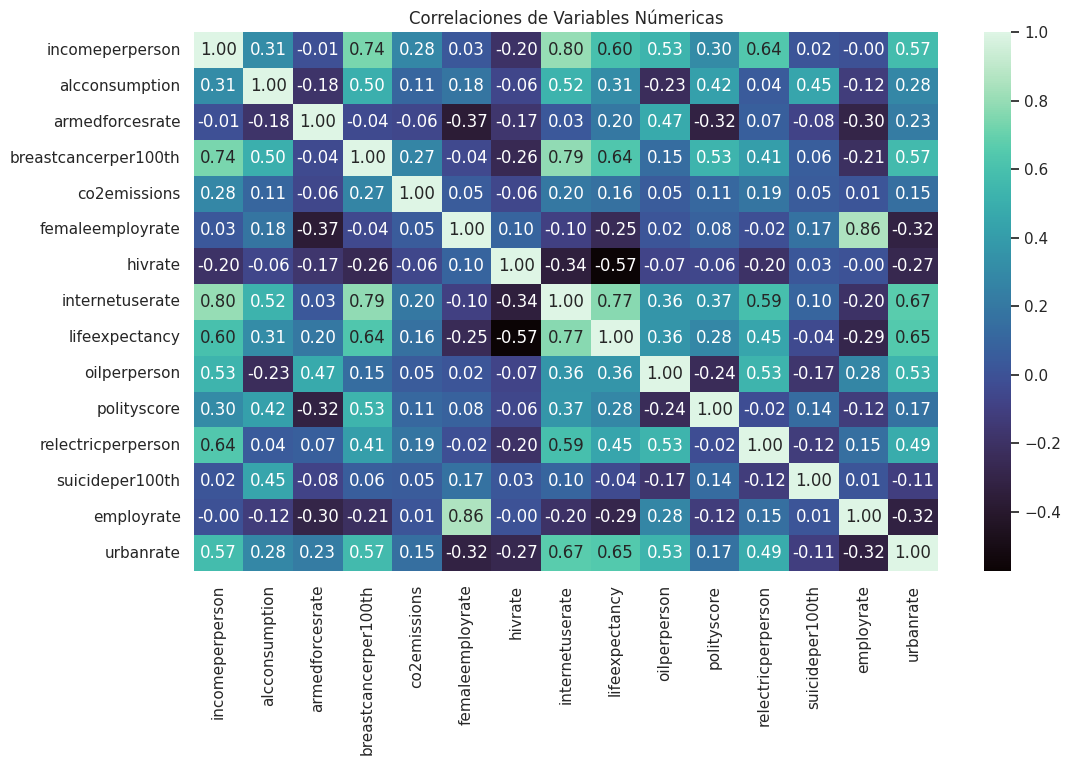 Correlaciones de Variables Númericas
incomeperperson 1.00 0.31 -0.01 0.74 0.28 0.03 -0.20 0.80 0.60 0.53 0.30 0.64 0.02 -0.00 0.57
alcconsumption 0.31 1.00 -0.18 0.50 0.11 0.18 -0.06 0.52 0.31 -0.23 0.42 0.04 0.45 -0.12 0.28
armedforcesrate -0.01 -0.18 1.00 -0.04 -0.06 -0.37 -0.17 0.03 0.20 0.47 -0.32 0.07 -0.08 -0.30 0.23
breastcancerper100th 0.74 0.50 -0.04 1.00 0.27 -0.04 -0.26 0.79 0.64 0.15 0.53 0.41 0.06 -0.21 0.57
co2emissions 0.28 0.11 -0.06 0.27 1.00 0.05 -0.06 0.20 0.16 0.05 0.11 0.19 0.05 0.01 0.15
femaleemployrate 0.03 0.18 -0.37 -0.04 0.05 1.00 0.10 -0.10 -0.25 0.02 0.08 -0.02 0.17 0.86 -0.32
hivrate -0.20 -0.06 -0.17 -0.26 -0.06 0.10 1.00 -0.34 -0.57 -0.07 -0.06 -0.20 0.03 -0.00 -0.27
internetuserate 0.80 0.52 0.03 0.79 0.20 -0.10 -0.34 1.00 0.77 0.36 0.37 0.59 0.10 -0.20 0.67
lifeexpectancy 0.60 0.31 0.20 0.64 0.16 -0.25 -0.57 0.77 1.00 0.36 0.28 0.45 -0.04 -0.29 0.65
oilperperson 0.53 -0.23 0.47 0.15 0.05 0.02 -0.07 0.36 0.36 1.00 -0.24 0.53 -0.17 0.28 0.53
polityscore 0.30 0.42 -0.32 0.53 0.11 0.08 -0.06 0.37 0.28 -0.24 1.00 -0.02 0.14 -0.12 0.17
relectricperperson 0.64 0.04 0.07 0.41 0.19 -0.02 -0.20 0.59 0.45 0.53 -0.02 1.00 -0.12 0.15 0.49
suicideper100th 0.02 0.45 -0.08 0.06 0.05 0.17 0.03 0.10 -0.04 -0.17 0.14 -0.12 1.00 0.01 -0.11
employrate -0.00 -0.12 -0.30 -0.21 0.01 0.86 -0.00 -0.20 -0.29 0.28 -0.12 0.15 0.01 1.00 -0.32
urbanrate 0.57 0.28 0.23 0.57 0.15 -0.32 -0.27 0.67 0.65 0.53 0.17 0.49 -0.11 -0.32 1.00
incomeperperson
alcconsumption
armedforcesrate
breastcancerper100th
co2emissions
femaleemployrate
hivrate
internetuserate
lifeexpectancy
oilperperson
polityscore
relectricperperson
suicideper100th
employrate
urbanrate
1.0
0.8
0.6
0.4
0.2
0.0
−0.2
−0.4